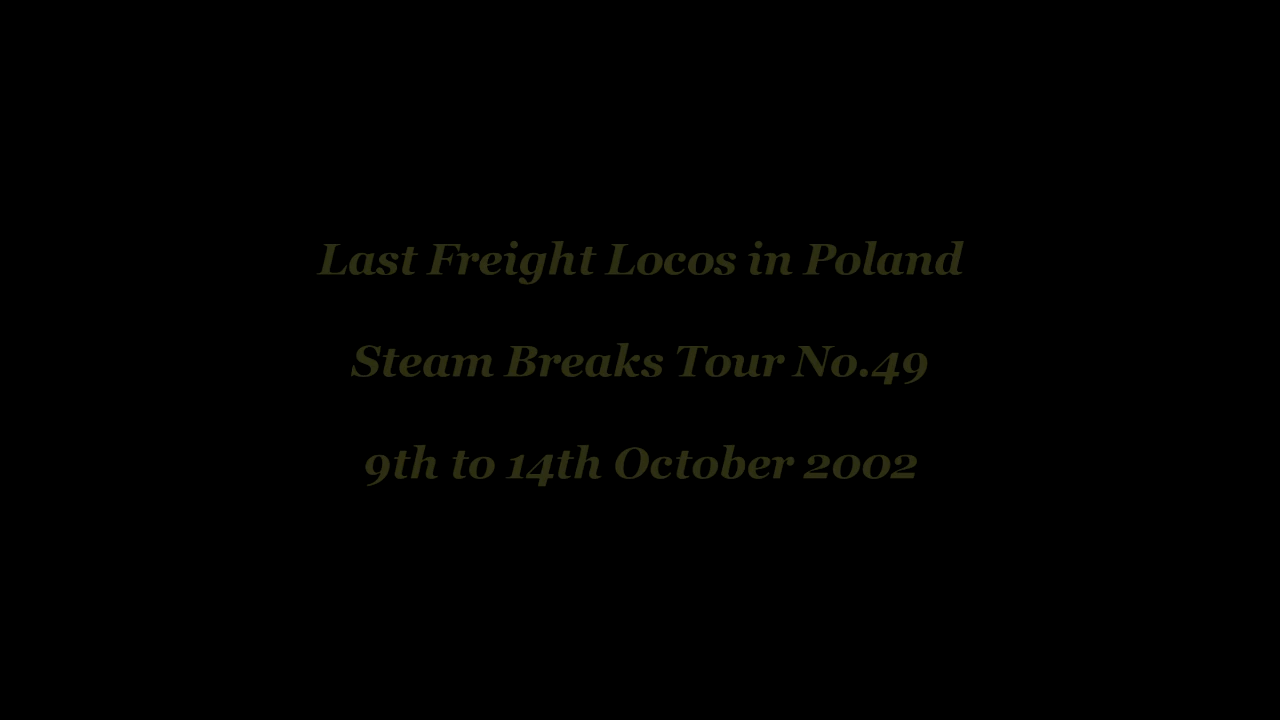 Last Freight Locos in Poland
Steam Breaks Tour No.49
9th to 14th October 2002